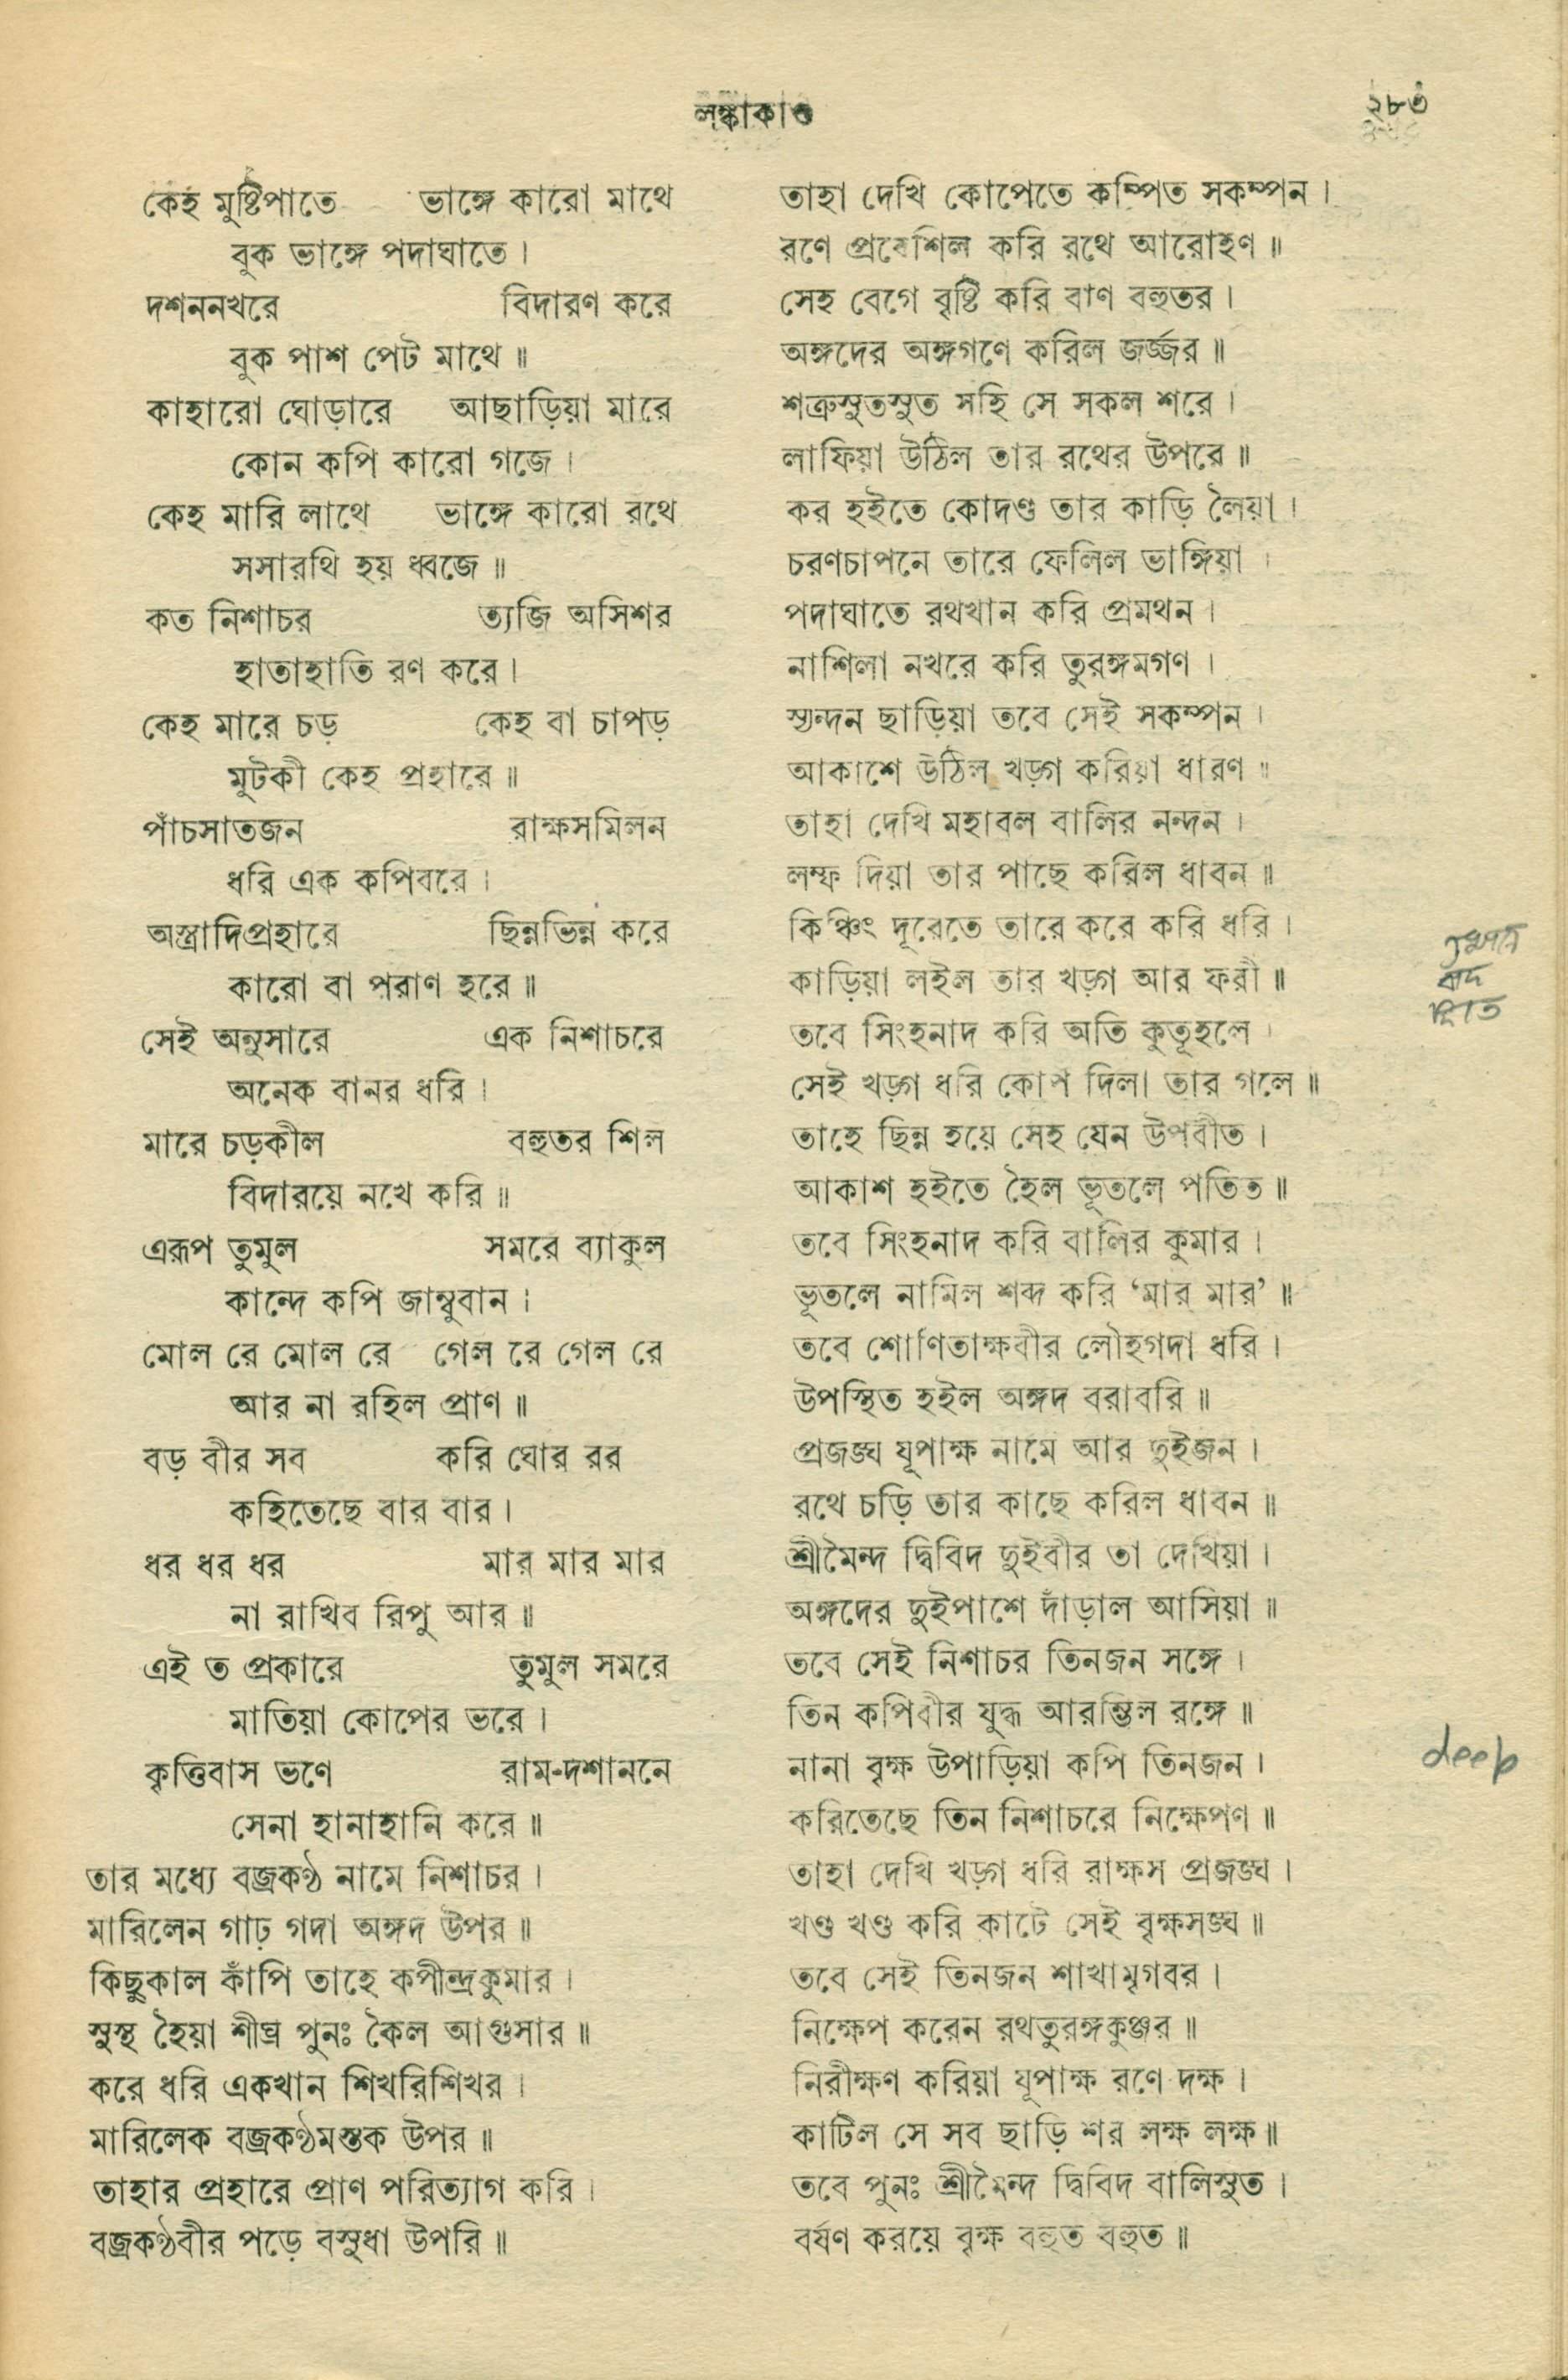 লঙ্কাকাণ্ড
২৮৩
কেহ মুষ্টিপাতে ভাঙ্গে কারো মাথে
বুক ভাঙ্গে পদাঘাতে ।
দশননখরে বিদারণ করে
বুক পাশ পেট মাথে ॥
কাহারো ঘোড়ারে আছাড়িয়া মারে
কোন কপি কারো গজে ।
কেহ মারি লাথে ভাঙ্গে কারো রথে
সসারথি হয় ধ্বজে ॥
কত নিশাচর ত্যজি অসিশর
হাতাহাতি রণ করে ।
কেহ মারে চড় কেহ বা চাপড়
মুটকী কেহ প্রহারে ॥
পাঁচসাতজন রাক্ষসমিলন
ধরি এক কপিবরে ।
অস্ত্রাদিপ্রহারে ছিন্নভিন্ন করে
কারো বা পরাণ হরে ॥
সেই অনুসারে এক নিশাচরে
অনেক বানর ধরি ।
মারে চড়কীল বহুতর শিল
বিদারয়ে নখে করি ॥
এরূপ তুমুল সমরে ব্যাকুল
কান্দে কপি জাম্বুবান ।
মোল রে মোল রে গেল রে গেল রে
আর না রহিল প্রাণ ॥
বড় বীর সব করি ঘোর রর
কহিতেছে বার বার ।
ধর ধর ধর মার মার মার
না রাখিব রিপু আর ॥
এই ত প্রকারে তুমুল সমরে
মাতিয়া কোপের ভরে ।
কৃত্তিবাস ভণে রাম-দশাননে
সেনা হানাহানি করে ॥
তার মধ্যে বজ্রকণ্ঠ নামে নিশাচর ।
মারিলেন গাঢ় গদা অঙ্গদ উপর ॥
কিছুকাল কাঁপি তাহে কপীন্দ্রকুমার ।
সুস্থ হৈয়া শীঘ্র পুনঃ কৈল আগুসার ॥
করে ধরি একখান শিখরিশিখর ।
মারিলেক বজ্রকণ্ঠমস্তক উপর ॥
তাহার প্রহারে প্রাণ পরিত্যাগ করি ।
বজ্রকণ্ঠবীর পড়ে বসুধা উপরি ॥
তাহা দেখি কোপেতে কম্পিত সকম্পন ।
রণে প্রবেশিল করি রথে আরোহণ ॥
সেহ বেগে বৃষ্টি করি বাণ বহুতর ।
অঙ্গদের অঙ্গগণে করিল জর্জ্জর ॥
শত্রুসুতসুত সহি সে সকল শরে ।
লাফিয়া উঠিল তার রথের উপরে ॥
কর হইতে কোদণ্ড তার কাড়ি লৈয়া ।
চরণচাপনে তারে ফেলিল ভাঙ্গিয়া ।
পদাঘাতে রথখান করি প্রমথন ।
নাশিলা নখরে করি তুরঙ্গমগণ ।
স্যন্দন ছাড়িয়া তবে সেই সকম্পন ।
আকাশে উঠিল খড়্গ করিয়া ধারণ ॥
তাহা দেখি মহাবল বালির নন্দন ।
লম্ফ দিয়া তার পাছে করিল ধাবন ॥
কিঞ্চিৎ দূরেতে তারে করে করি ধরি ।
কাড়িয়া লইল তার খড়্গ আর ফরী ॥
তবে সিংহনাদ করি অতি কুতূহলে ।
সেই খড়্গ ধরি কোপ দিলা তার গলে ॥
তাহে ছিন্ন হয়ে সেহ যেন উপবীত ।
আকাশ হইতে হৈল ভূতলে পতিত ॥
তবে সিংহনাদ করি বালির কুমার ।
ভূতলে নামিল শব্দ করি ‘মার মার’ ॥
তবে শোণিতাক্ষবীর লৌহগদা ধরি ।
উপস্থিত হইল অঙ্গদ বরাবরি ॥
প্রজঙ্ঘ যূপাক্ষ নামে আর দুইজন ।
রথে চড়ি তার কাছে করিল ধাবন ॥
শ্রীমৈন্দ দ্বিবিদ দুইবীর তা দেখিয়া ।
অঙ্গদের দুইপাশে দাঁড়াল আসিয়া ॥
তবে সেই নিশাচর তিনজন সঙ্গে ।
তিন কপিবীর যুদ্ধ আরম্ভিল রঙ্গে ॥
নানা বৃক্ষ উপাড়িয়া কপি তিনজন ।
করিতেছে তিন নিশাচরে নিক্ষেপণ ॥
তাহা দেখি খড়্গ ধরি রাক্ষস প্রজঙ্ঘ ।
খণ্ড খণ্ড করি কাটে সেই বৃক্ষসঙ্ঘ ॥
তবে সেই তিনজন শাখামৃগবর ।
নিক্ষেপ করেন রথতুরঙ্গকুঞ্জর ॥
নিরীক্ষণ করিয়া যূপাক্ষ রণে দক্ষ ।
কাটিল সে সব ছাড়ি শর লক্ষ লক্ষ ॥
তবে পুনঃ শ্রীমৈন্দ দ্বিবিদ বালিসুত ।
বর্ষণ করয়ে বৃক্ষ বহুত বহুত ॥
বাদ
deep